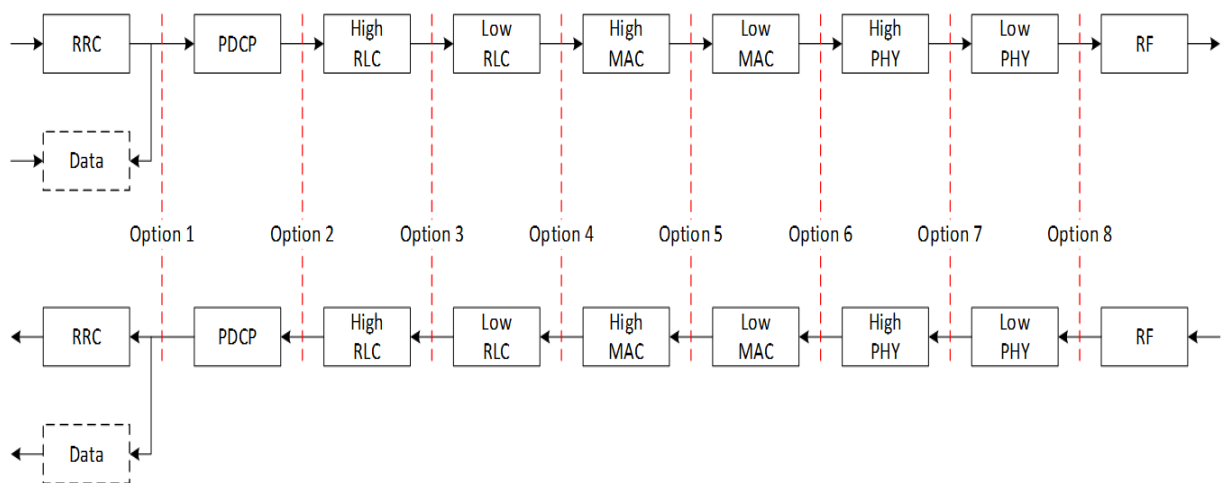 RRC
PDCP
High
RLC
Low
RLC
High
MAC
Low
MAC
High
PHY
Low
PHY
RF
Data
Option 1
Option 2
Option 3
Option 4
Option 5
Option 6
Option 7
Option 8
RRC
PDCP
High
RLC
Low
RLC
High
MAC
Low
MAC
High
PHY
Low
PHY
RF
Data